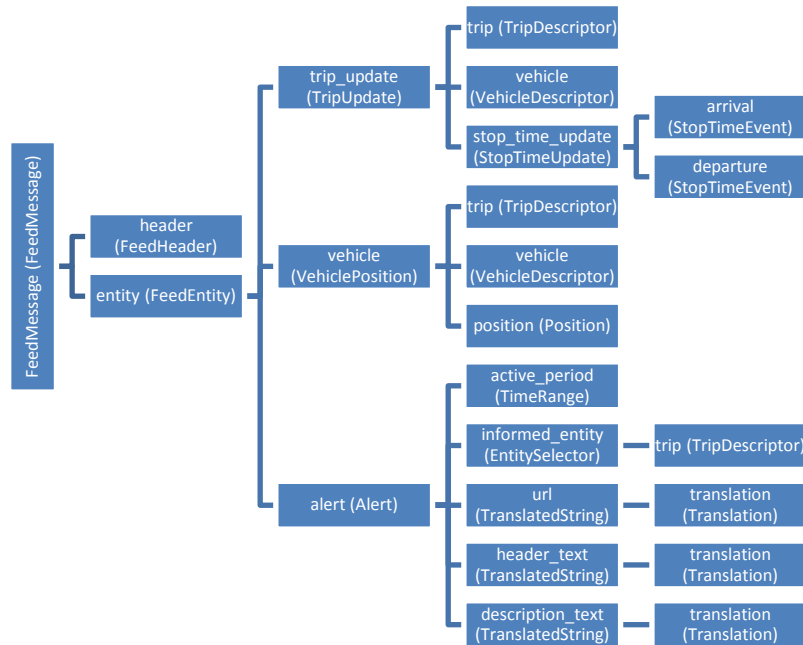 FeedMessage (FeedMessage)
header
(FeedHeader)
entity (FeedEntity)
trip_update
(TripUpdate)
trip (TripDescriptor)
vehicle
(VehicleDescriptor)
stop_time_update
(StopTimeUpdate)
arrival
(StopTimeEvent)
departure
(StopTimeEvent)
vehicle
(VehiclePosition)
trip (TripDescriptor)
vehicle
(VehicleDescriptor)
position (Position)
alert (Alert)
active_period
(TimeRange)
informed_entity
(EntitySelector)
trip (TripDescriptor)
url
(TranslatedString)
translation
(Translation)
header_text
(TranslatedString)
translation
(Translation)
description_text
(TranslatedString)
translation
(Translation)